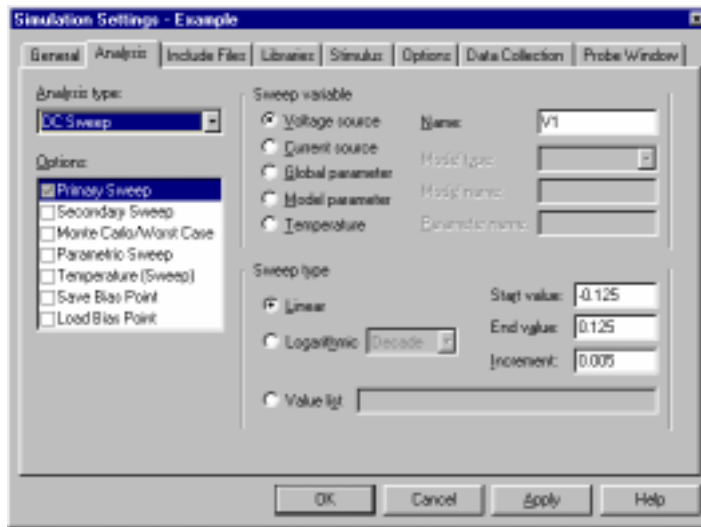 Simulation Settings - Example
General
Analysis
Include Files
Libraries
Stimulus
Options
Data Collection
Probe Window
Analysis type:
DC Sweep
Options:
Primary Sweep
Secondary Sweep
Monte Carlo/Worst Case
Parametric Sweep
Temperature (Sweep)
Save Bias Point
Load Bias Point
Sweep variable
Voltage source
Current source
Global parameter
Model parameter
Temperature
Name:
V1
Model type:
Model name:
Parameter name:
Sweep type
Linear
Logarithmic
Decade
Value list
Start value:
-0.125
End value:
0.125
Increment:
0.005
OK
Cancel
Apply
Help